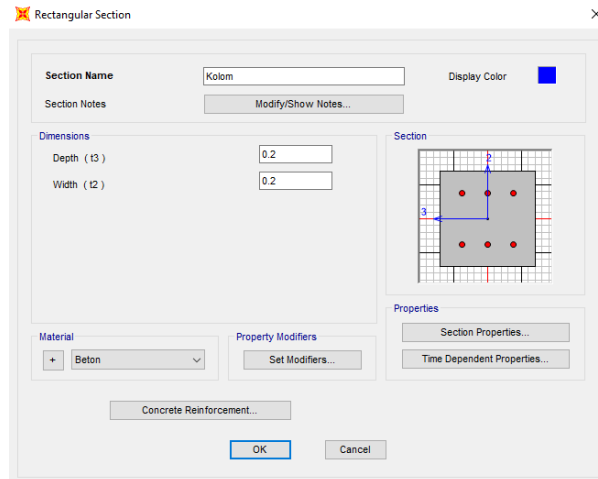 Rectangular Section
Section Name Kolom Display Color
Section Notes Modify/Show Notes...
Dimensions
Depth ( t3 ) 0.2
Width ( t2 ) 0.2
Section
2
3
Properties
Section Properties...
Time Dependent Properties...
Material
+ Beton
Property Modifiers
Set Modifiers...
Concrete Reinforcement...
OK Cancel